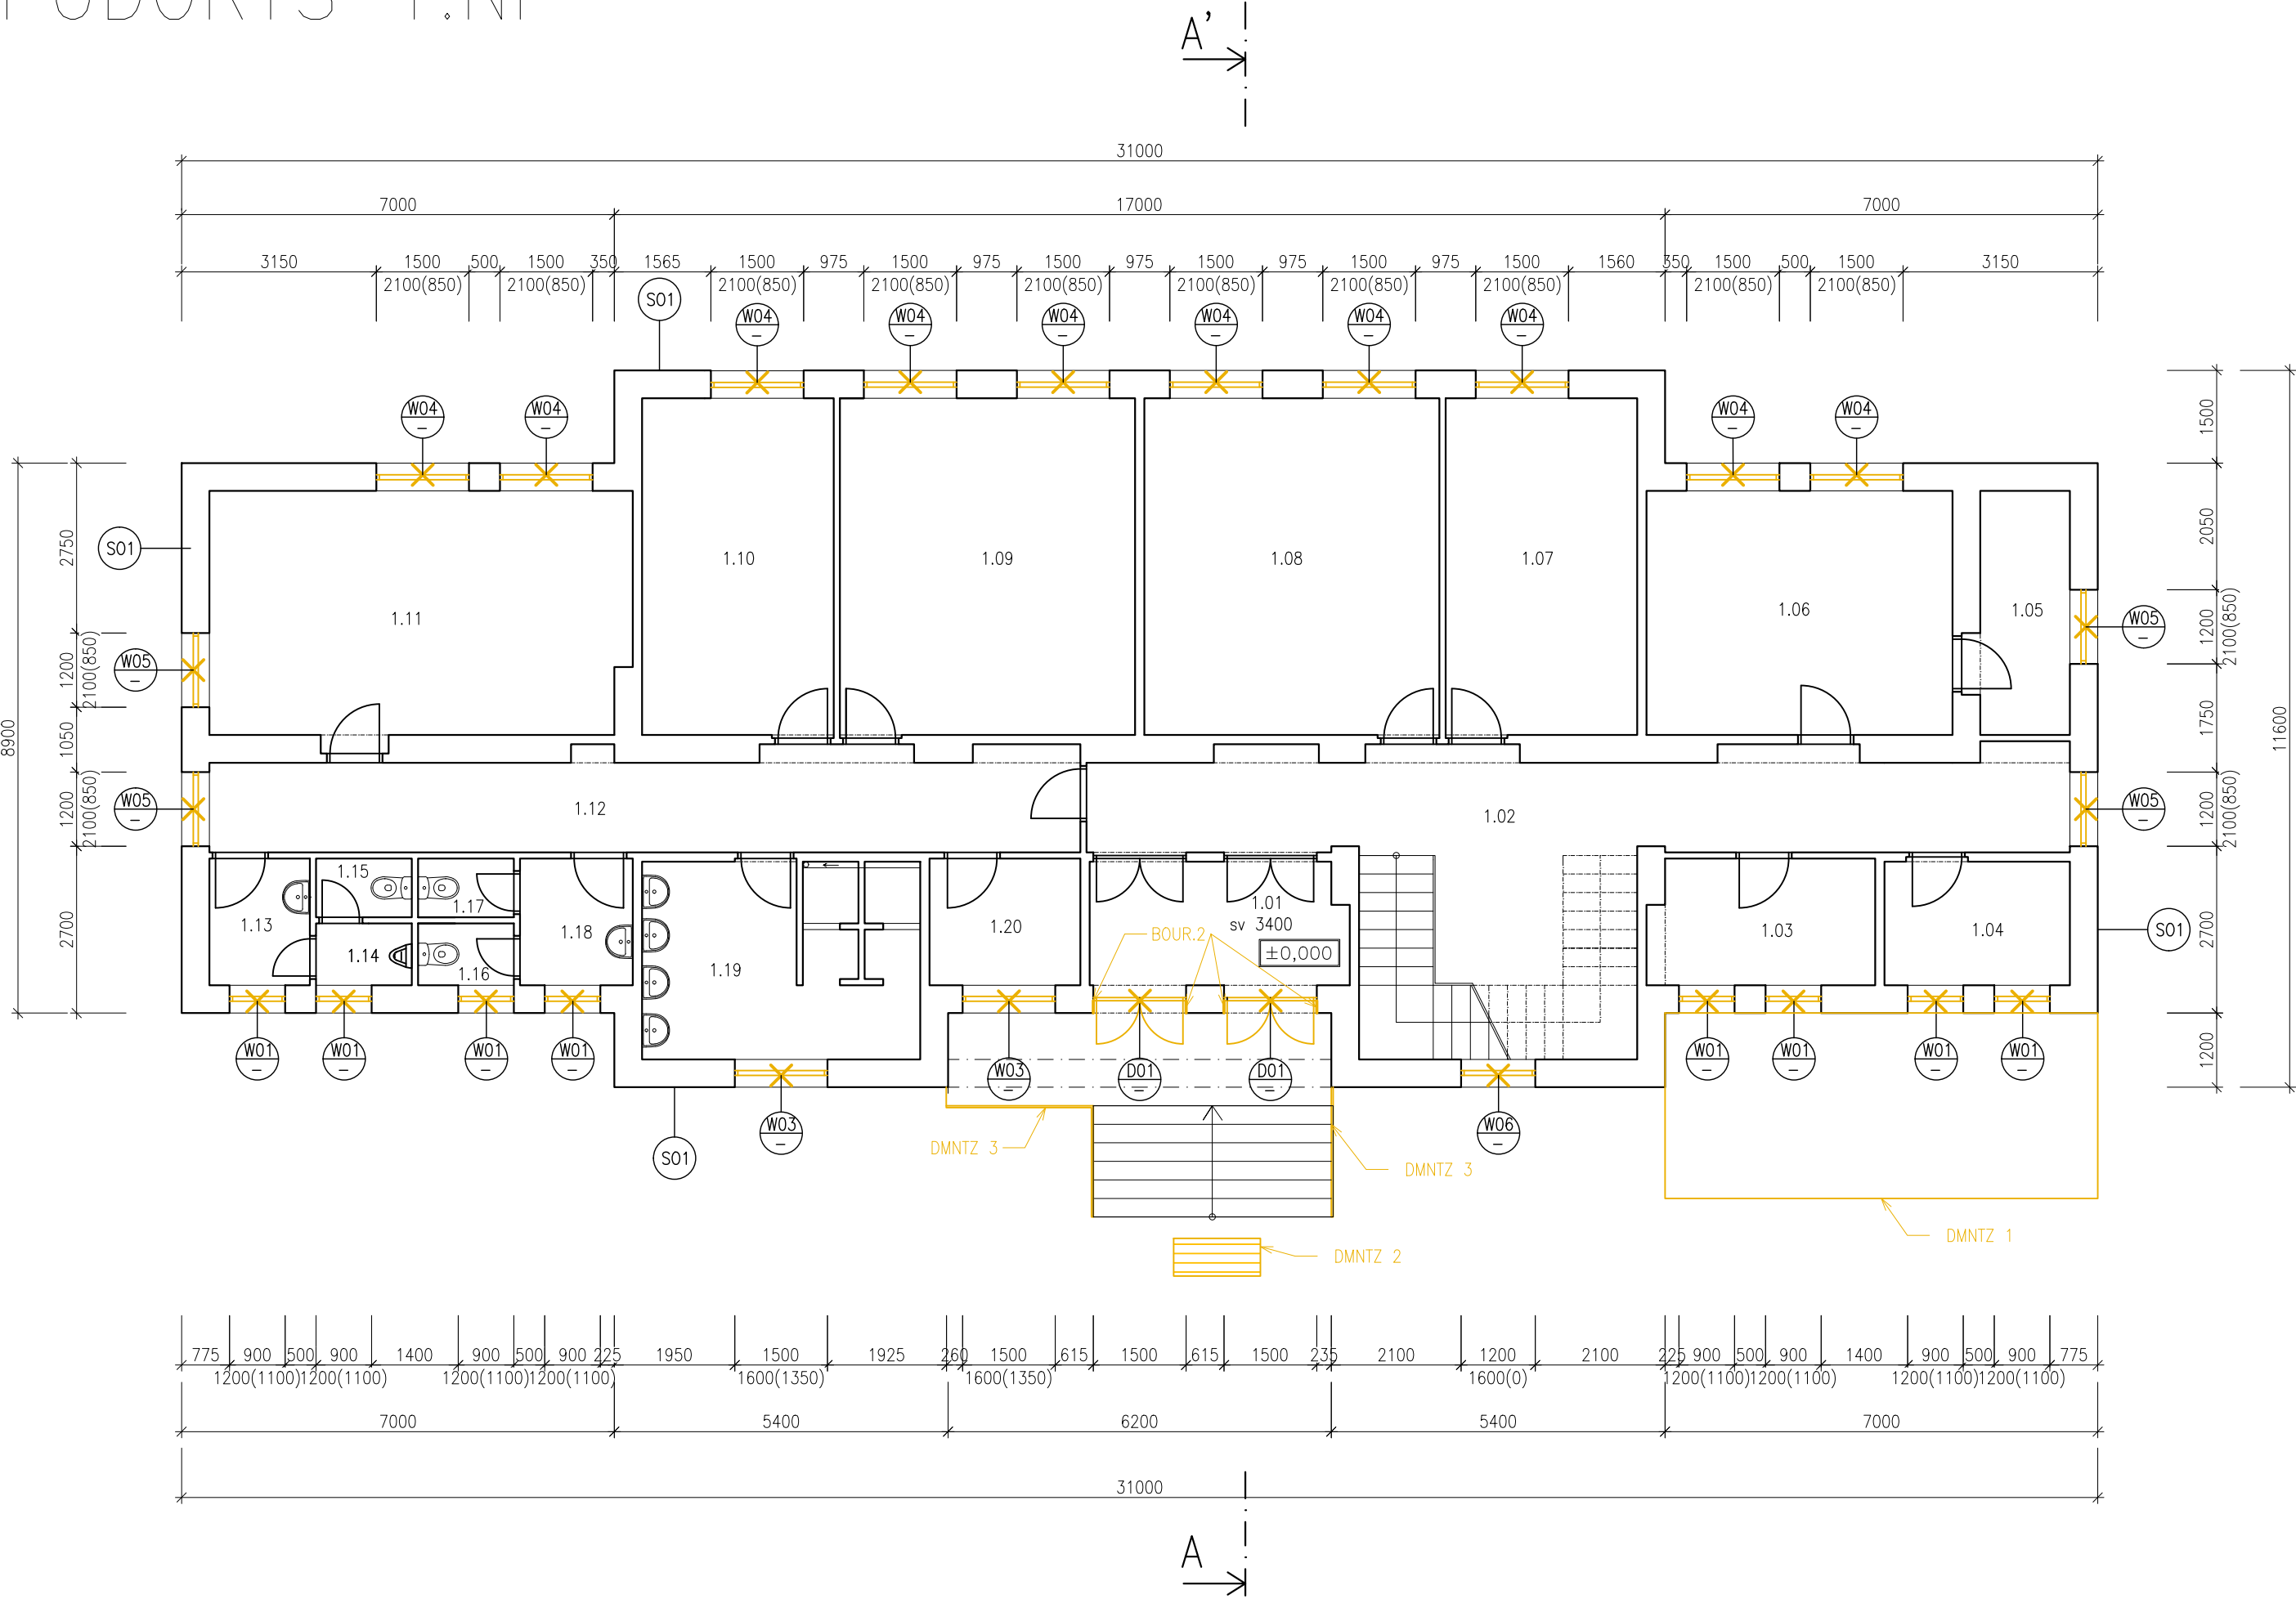 PŮDORYS 1.NP
A'
31000
7000 17000 7000
3150 1500 500 1500 350 1565 1500 975 1500 975 1500 975 1500 975 1500 975 1500 1560 350 1500 500 1500 3150
2100(850) 2100(850) 2100(850) 2100(850) 2100(850) 2100(850) 2100(850) 2100(850) 2100(850) 2100(850)
S01
W04 W04 W04 W04 W04 W04
– – – – – –
W04 W04 W04 W04
– – – –
1500
2050
1200
2100(850)
1750
1200
2100(850)
2700
1200
11600
8900
2750
1200
2100(850)
1050
1200
2100(850)
2700
S01
1.10 1.09 1.08 1.07
1.11 1.06 1.05
W05
–
W05
–
W05
–
W05
–
1.12 1.02
1.15 1.17
1.13 1.18 1.20 1.01 1.03 1.04
sv 3400
±0,000
BOUR.2
1.14 1.16 1.19
S01
W01 W01 W01 W01 W01 W01 W01 W01
– – – – – – – –
W03 D01 D01
– – –
W03 W06
– –
S01
DMNTZ 3
DMNTZ 3
DMNTZ 1
DMNTZ 2
775 900 500 900 1400 900 500 900 225 1950 1500 1925 260 1500 615 1500 615 1500 235 2100 1200 2100 225 900 500 900 1400 900 500 900 775
1200(1100) 1200(1100) 1200(1100) 1200(1100) 1600(1350) 1600(1350) 1600(0) 1200(1100) 1200(1100) 1200(1100) 1200(1100)
7000 5400 6200 5400 7000
31000
A